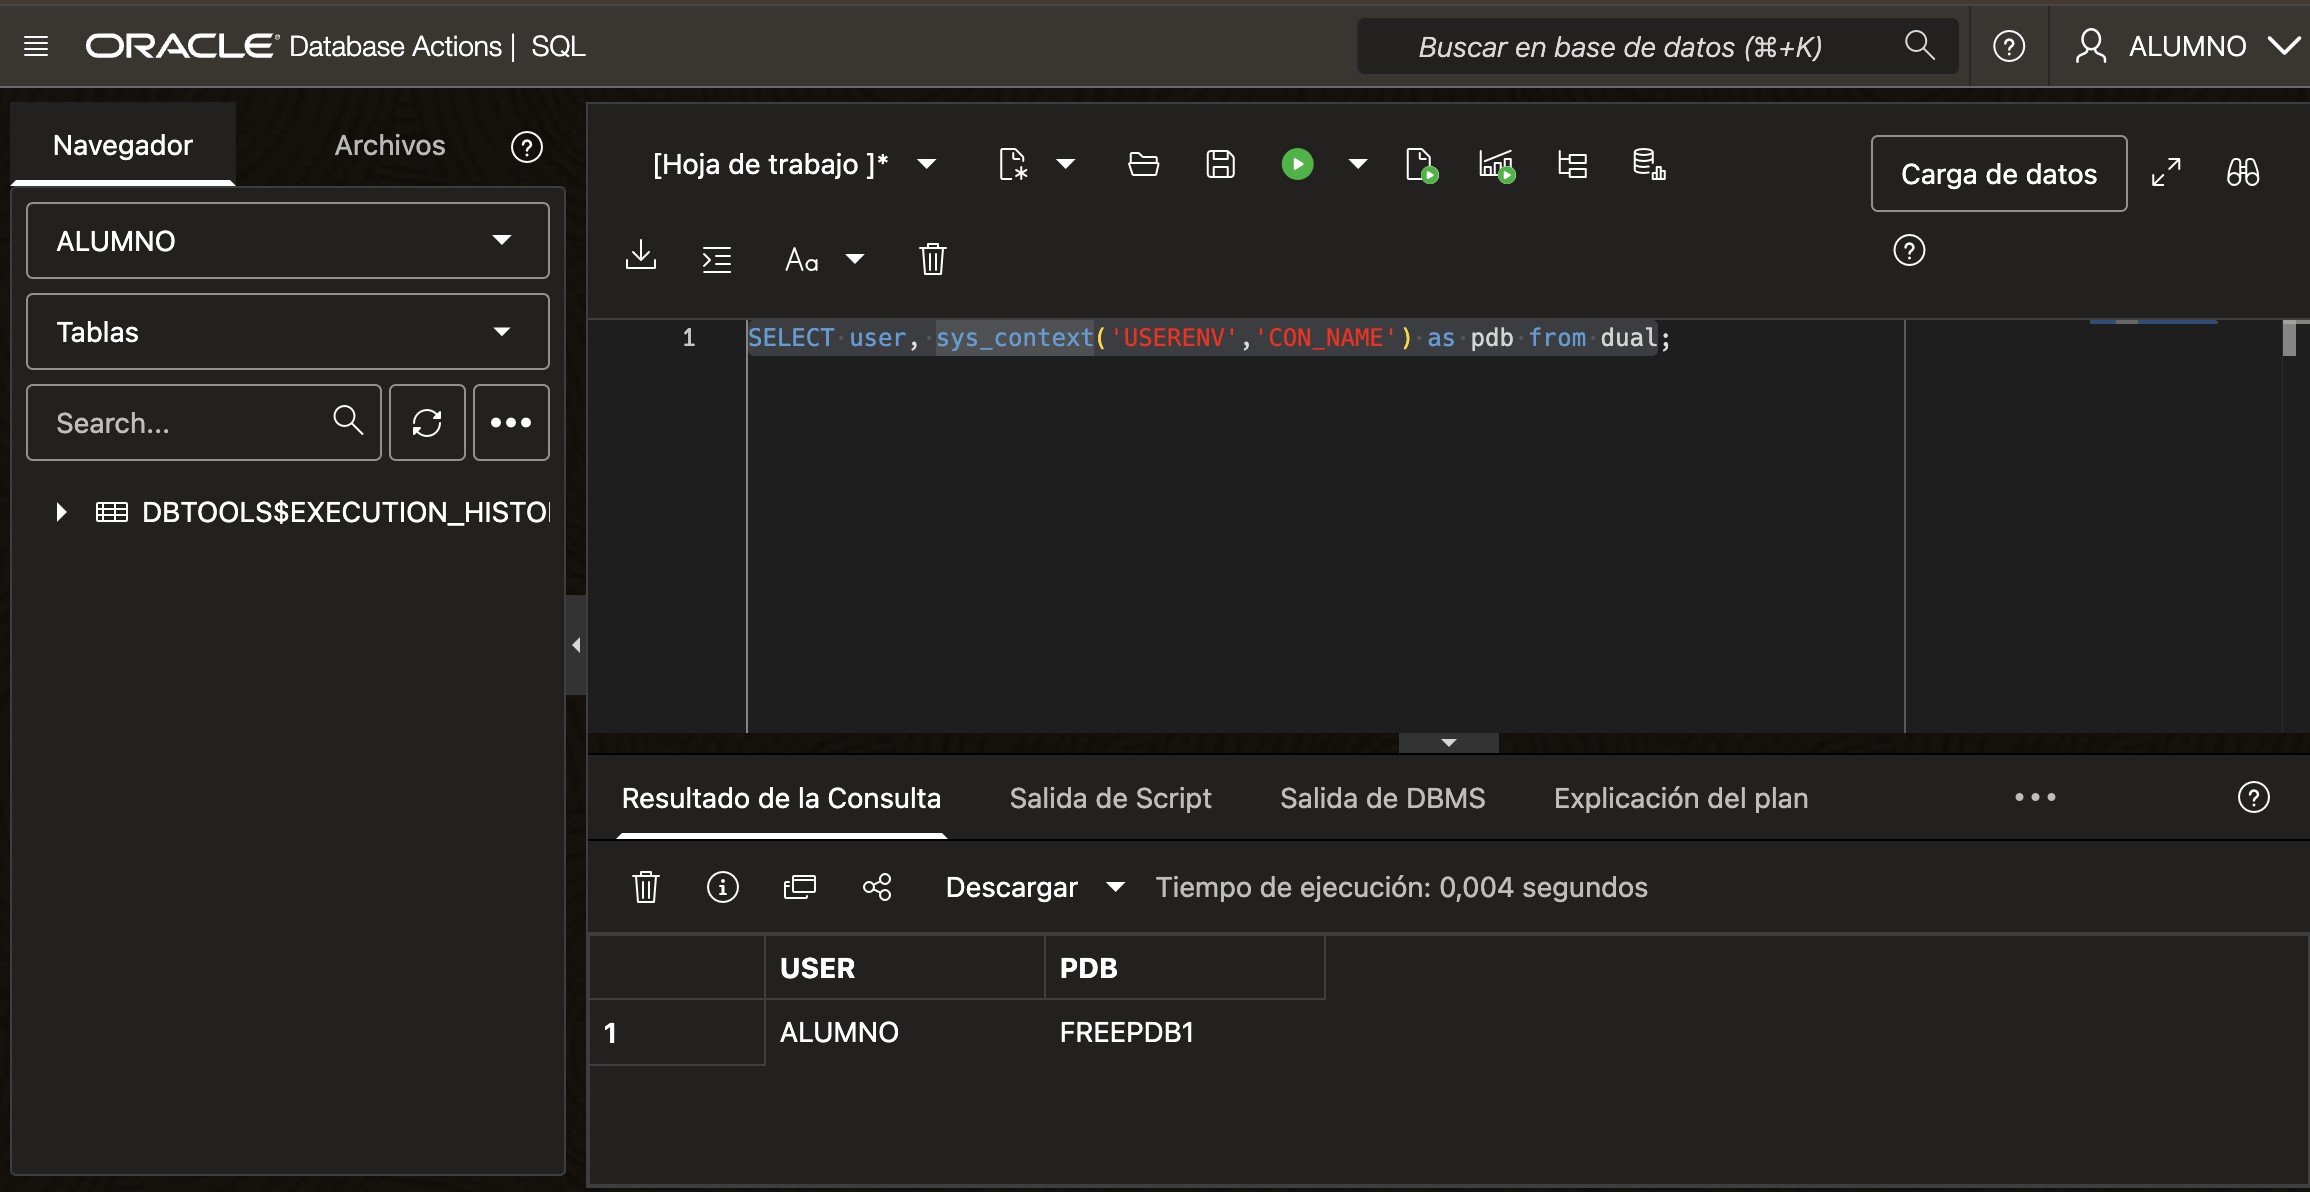 ORACLE Database Actions | SQL
Buscar en base de datos (⌘+K)
ALUMNO
Navegador
Archivos
ALUMNO
Tablas
Search...
DBTOOLS$EXECUTION_HISTO
[Hoja de trabajo ]*
Carga de datos
Aa
1 SELECT user, sys_context('USERENV','CON_NAME') as pdb from dual;
Resultado de la Consulta
Salida de Script
Salida de DBMS
Explicación del plan
Descargar
Tiempo de ejecución: 0,004 segundos
USER PDB
1 ALUMNO FREEPDB1